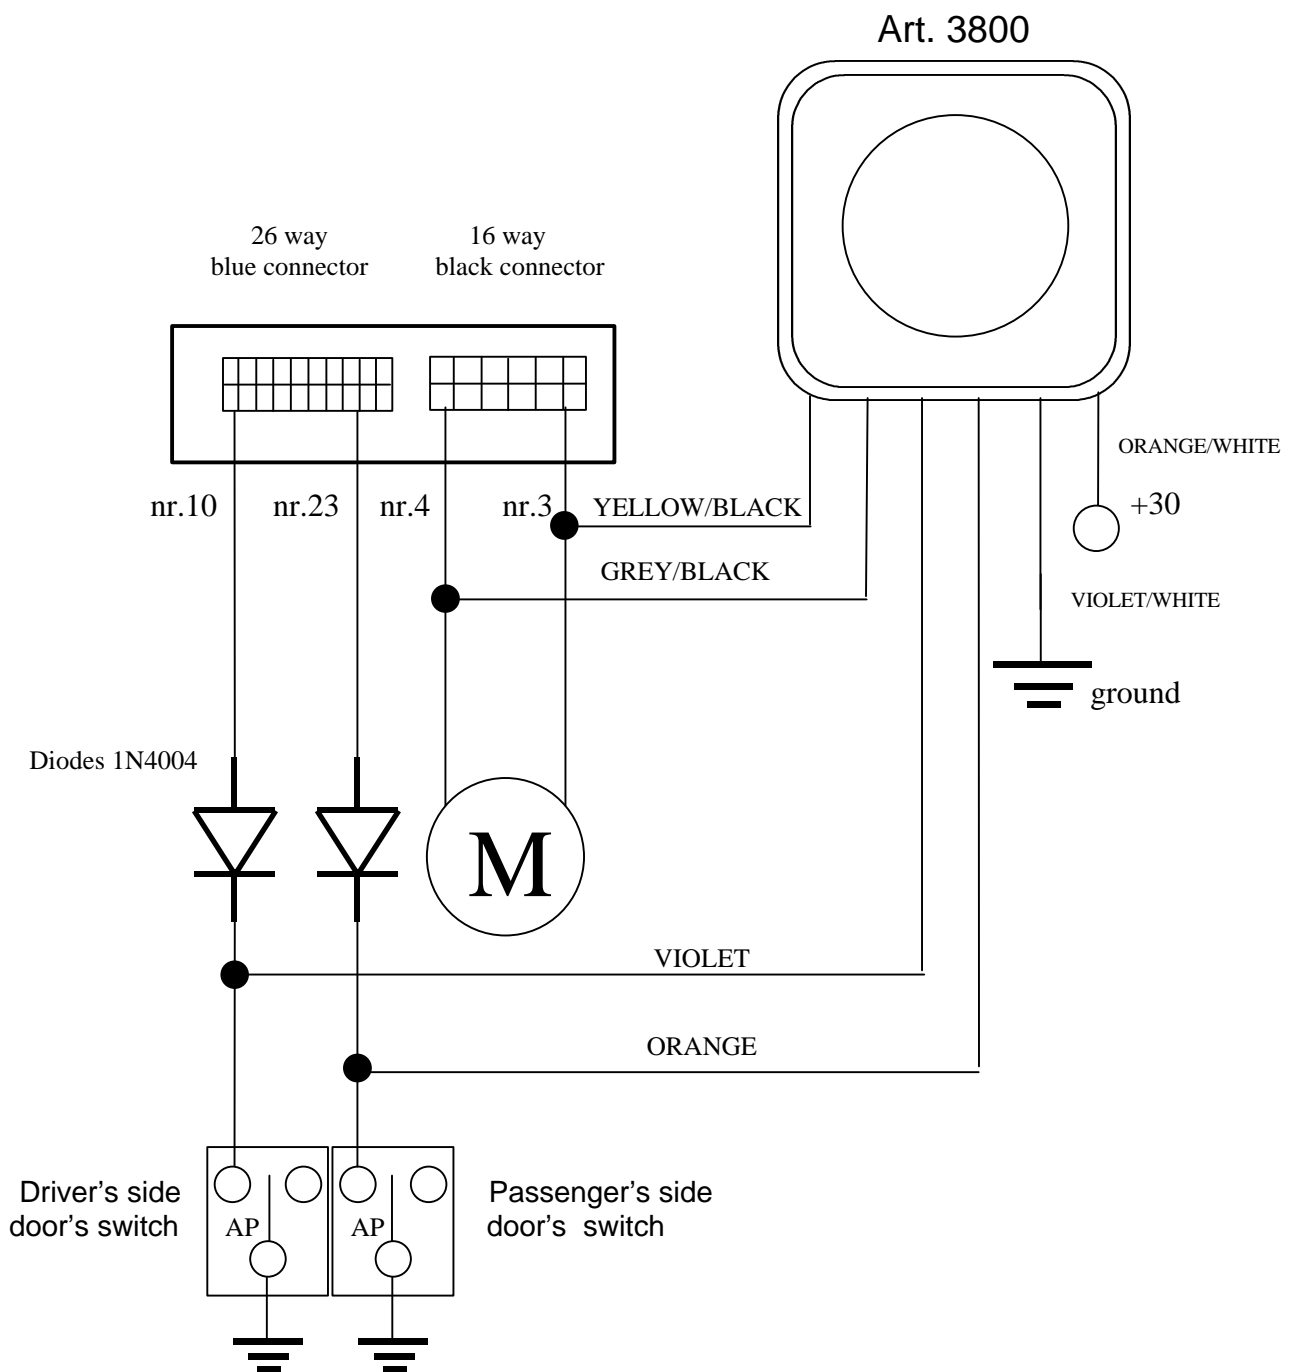 Art. 3800
26 way
blue connector
16 way
black connector
ORANGE/WHITE
nr.10
nr.23
nr.4
nr.3
YELLOW/BLACK
+30
GREY/BLACK
VIOLET/WHITE
ground
Diodes 1N4004
M
VIOLET
ORANGE
Driver's side
door's switch
AP
AP
Passenger's side
door's  switch